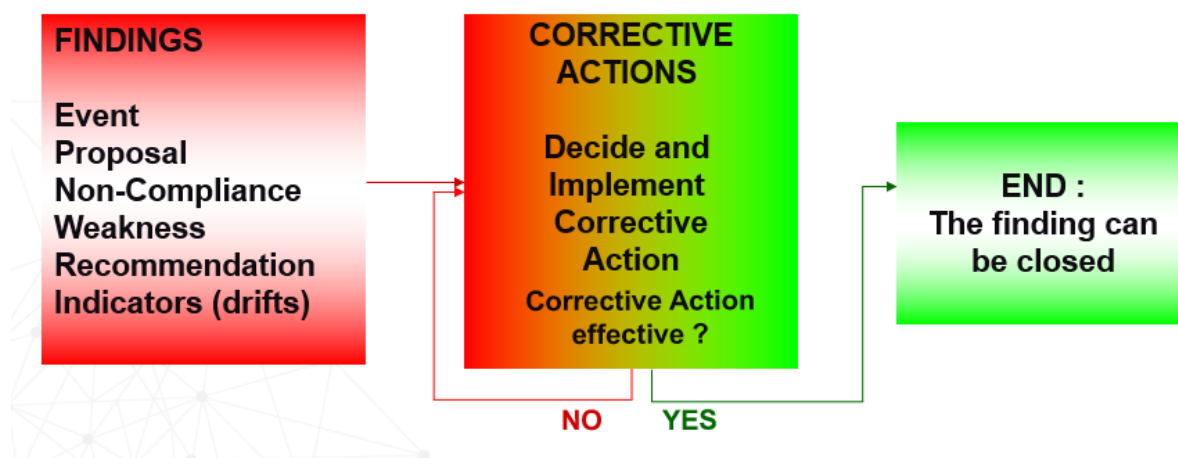 FINDINGS
Event
Proposal
Non-Compliance
Weakness
Recommendation
Indicators (drifts)
CORRECTIVE
ACTIONS
Decide and
Implement
Corrective
Action
Corrective Action
effective ?
NO
YES
END :
The finding can
be closed